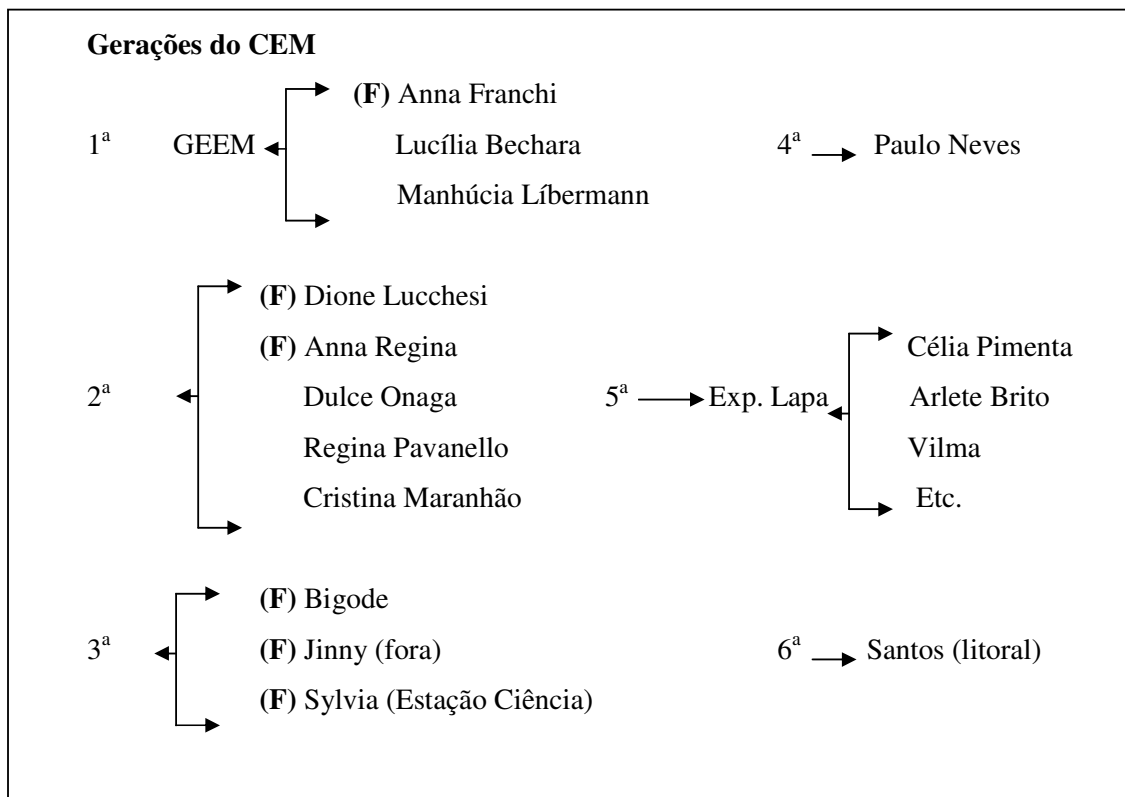 Gerações do CEM
(F) Anna Franchi
1ª GEEM Lucília Bechara
Manhúcia Líbermann
4ª Paulo Neves
(F) Dione Lucchesi
(F) Anna Regina
2ª Dulce Onaga
Regina Pavanello
Cristina Maranhão
5ª Exp. Lapa
Célia Pimenta
Arlete Brito
Vilma
Etc.
(F) Bigode
3ª (F) Jinny (fora)
(F) Sylvia (Estação Ciência)
6ª Santos (litoral)